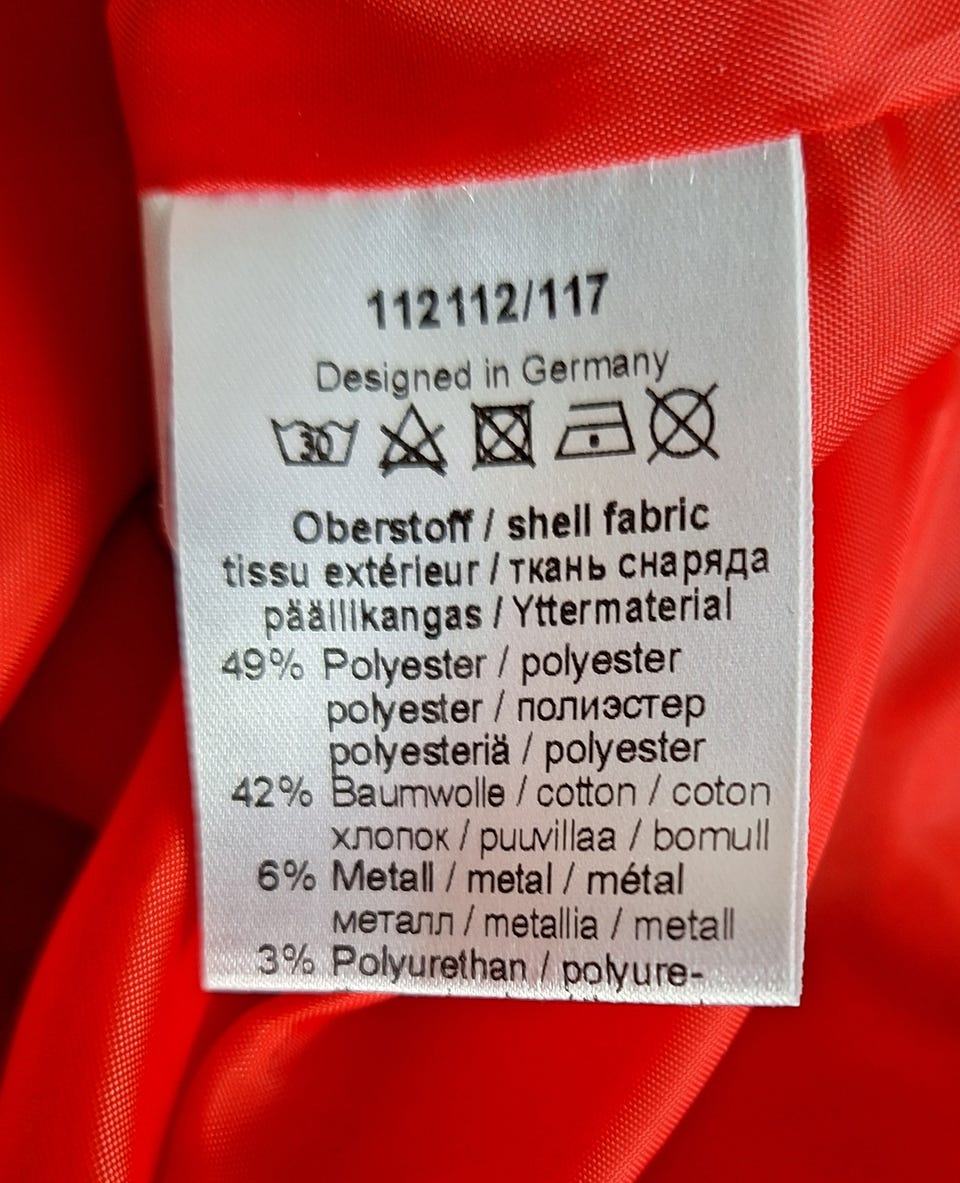 112112/117
Designed in Germany
30
Oberstoff / shell fabric
tissu extérieur / ткань снаряда
päällikangas / Yttermaterial
49% Polyester / polyester
polyester / полиэстер
polyesteriä / polyester
42% Baumwolle / cotton / coton
хлопок / puuvillaa / bomull
6% Metall / metal / métal
металл / metallia / metall
3% Polyurethan / polyure-